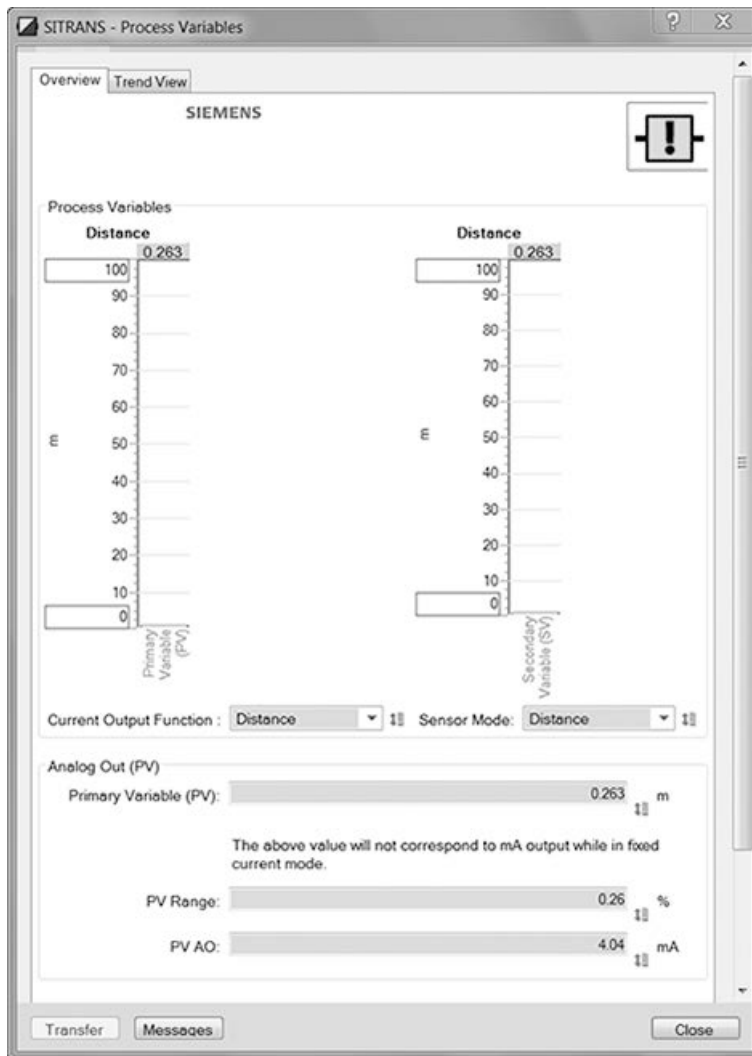 SITRANS - Process Variables
Overview Trend View
SIEMENS
Process Variables
Distance Distance
0.263 0.263
100 100
90 90
80 80
70 70
60 60
m 50 m 50
40 40
30 30
20 20
10 10
0 0
Primary Variable (PV) Secondary Variable (SV)
Current Output Function : Distance Sensor Mode: Distance
Analog Out (PV)
Primary Variable (PV): 0.263 m
The above value will not correspond to mA output while in fixed
current mode.
PV Range: 0.26 %
PV AO: 4.04 mA
Transfer Messages Close